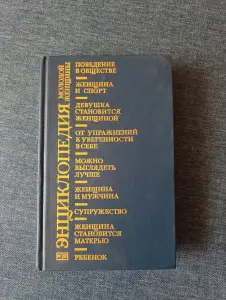 ЭНЦИКЛОПЕДИЯ
МОЛОДОЙ
ЖЕНЩИНЫ
ПОВЕДЕНИЕ
В ОБЩЕСТВЕ
ЖЕНЩИНА
И СПОРТ
ДЕВУШКА
СТАНОВИТСЯ
ЖЕНЩИНОЙ
ОТ УПРАЖНЕНИЙ
К УВЕРЕННОСТИ
В СЕБЕ
МОЖНО
ВЫГЛЯДЕТЬ
ЛУЧШЕ
ЖЕНЩИНА
И МУЖЧИНА
СУПРУЖЕСТВО
ЖЕНЩИНА
СТАНОВИТСЯ
МАТЕРЬЮ
РЕБЕНОК